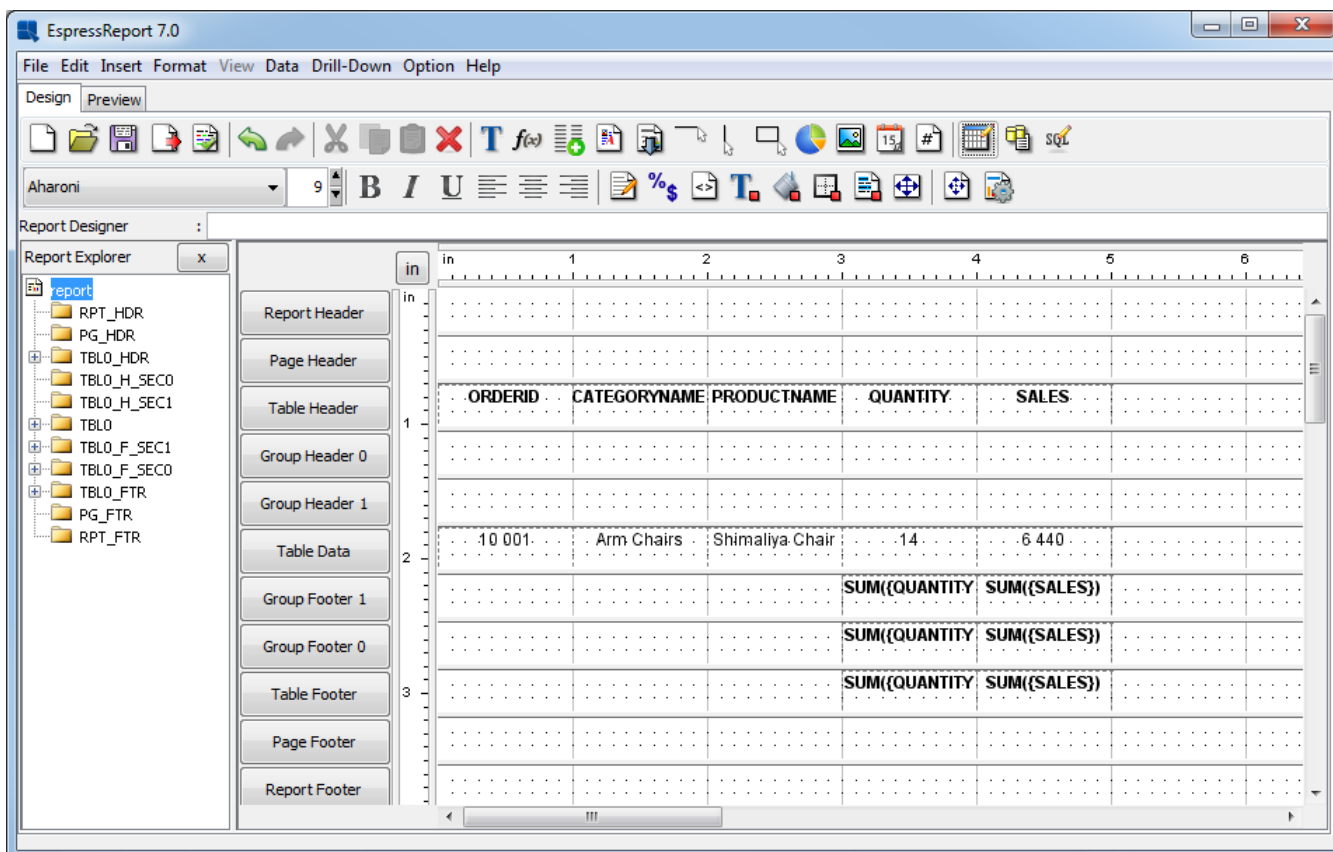 EspressReport 7.0
File Edit Insert Format View Data Drill-Down Option Help
Design Preview
T f(x) 15 # SQL
Aharoni 9 B I U %$ <> T
Report Designer :
Report Explorer x
in
in 1 2 3 4 5 6
in
1
2
3
report
RPT_HDR
PG_HDR
TBL0_HDR
TBL0_H_SEC0
TBL0_H_SEC1
TBL0
TBL0_F_SEC1
TBL0_F_SEC0
TBL0_FTR
PG_FTR
RPT_FTR
Report Header
Page Header
Table Header ORDERID CATEGORYNAME PRODUCTNAME QUANTITY SALES
Group Header 0
Group Header 1
Table Data 10 001 Arm Chairs Shimaliya Chair 14 6 440
Group Footer 1 SUM({QUANTITY SUM({SALES})
Group Footer 0 SUM({QUANTITY SUM({SALES})
Table Footer SUM({QUANTITY SUM({SALES})
Page Footer
Report Footer